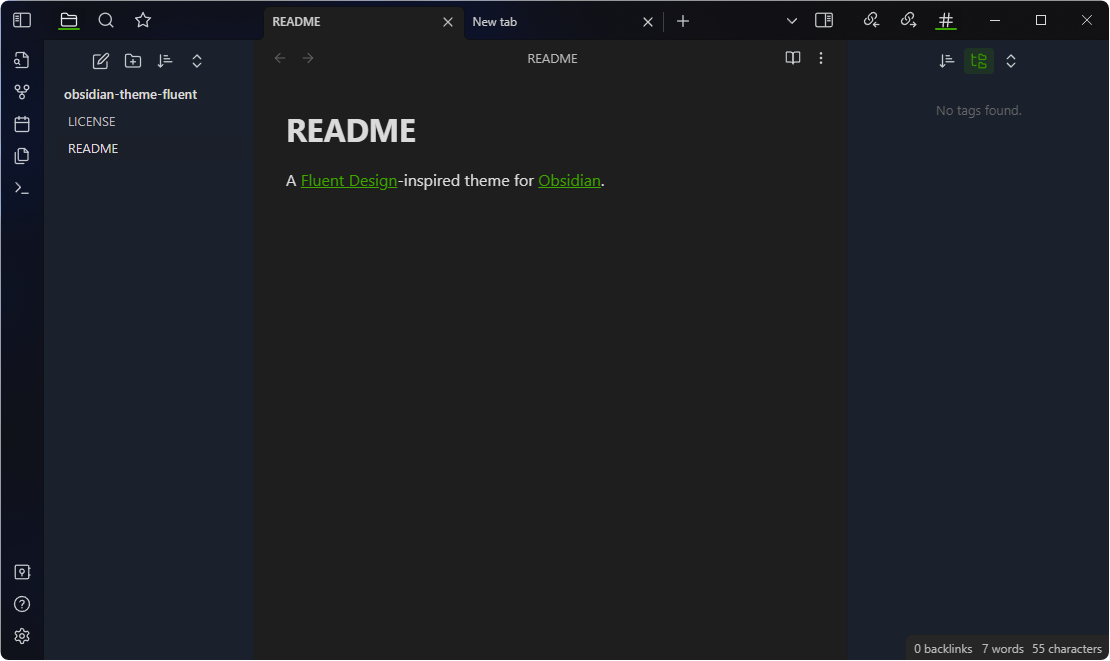 README
New tab
obsidian-theme-fluent
LICENSE
README
README
README
A Fluent Design-inspired theme for Obsidian.
No tags found.
0 backlinks 7 words 55 characters